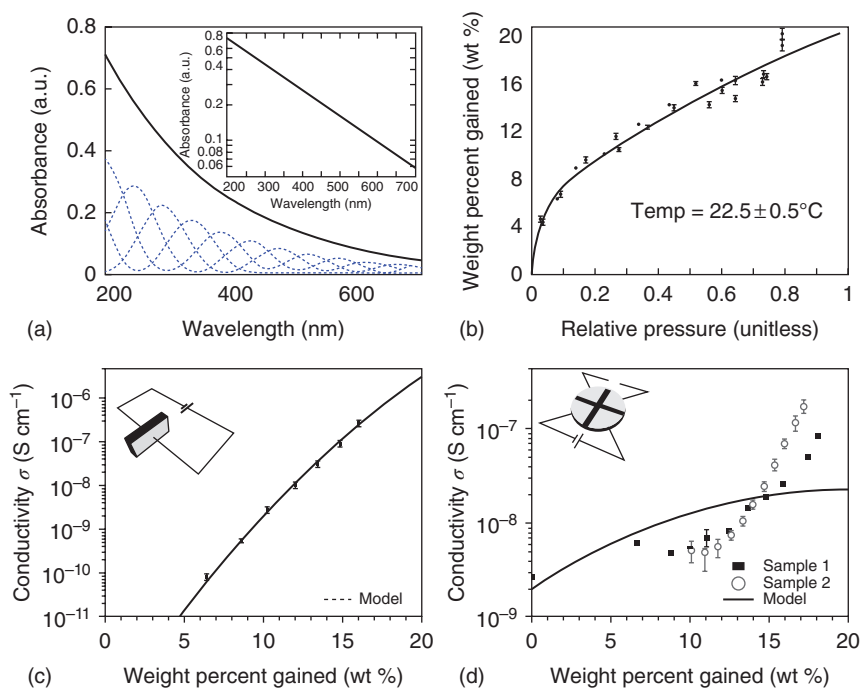 0.8
0.6
0.4
0.2
0
200 400 600
Absorbance (a.u.)
Wavelength (nm)
(a)
0.8
0.6
0.4
0.2
0.1
0.06
200 300 400 500 600 700
Absorbance (a.u.)
Wavelength (nm)
20
16
12
8
4
0
0 0.2 0.4 0.6 0.8 1
Weight percent gained (wt %)
Temp = 22.5±0.5°C
Relative pressure (unitless)
(b)
10⁻⁶
10⁻⁷
10⁻⁸
10⁻⁹
10⁻¹⁰
10⁻¹¹
0 5 10 15 20
Conductivity σ (S cm⁻¹)
Model
Weight percent gained (wt %)
(c)
10⁻⁷
10⁻⁸
10⁻⁹
0 5 10 15 20
Conductivity σ (S cm⁻¹)
Sample 1
Sample 2
Model
Weight percent gained (wt %)
(d)